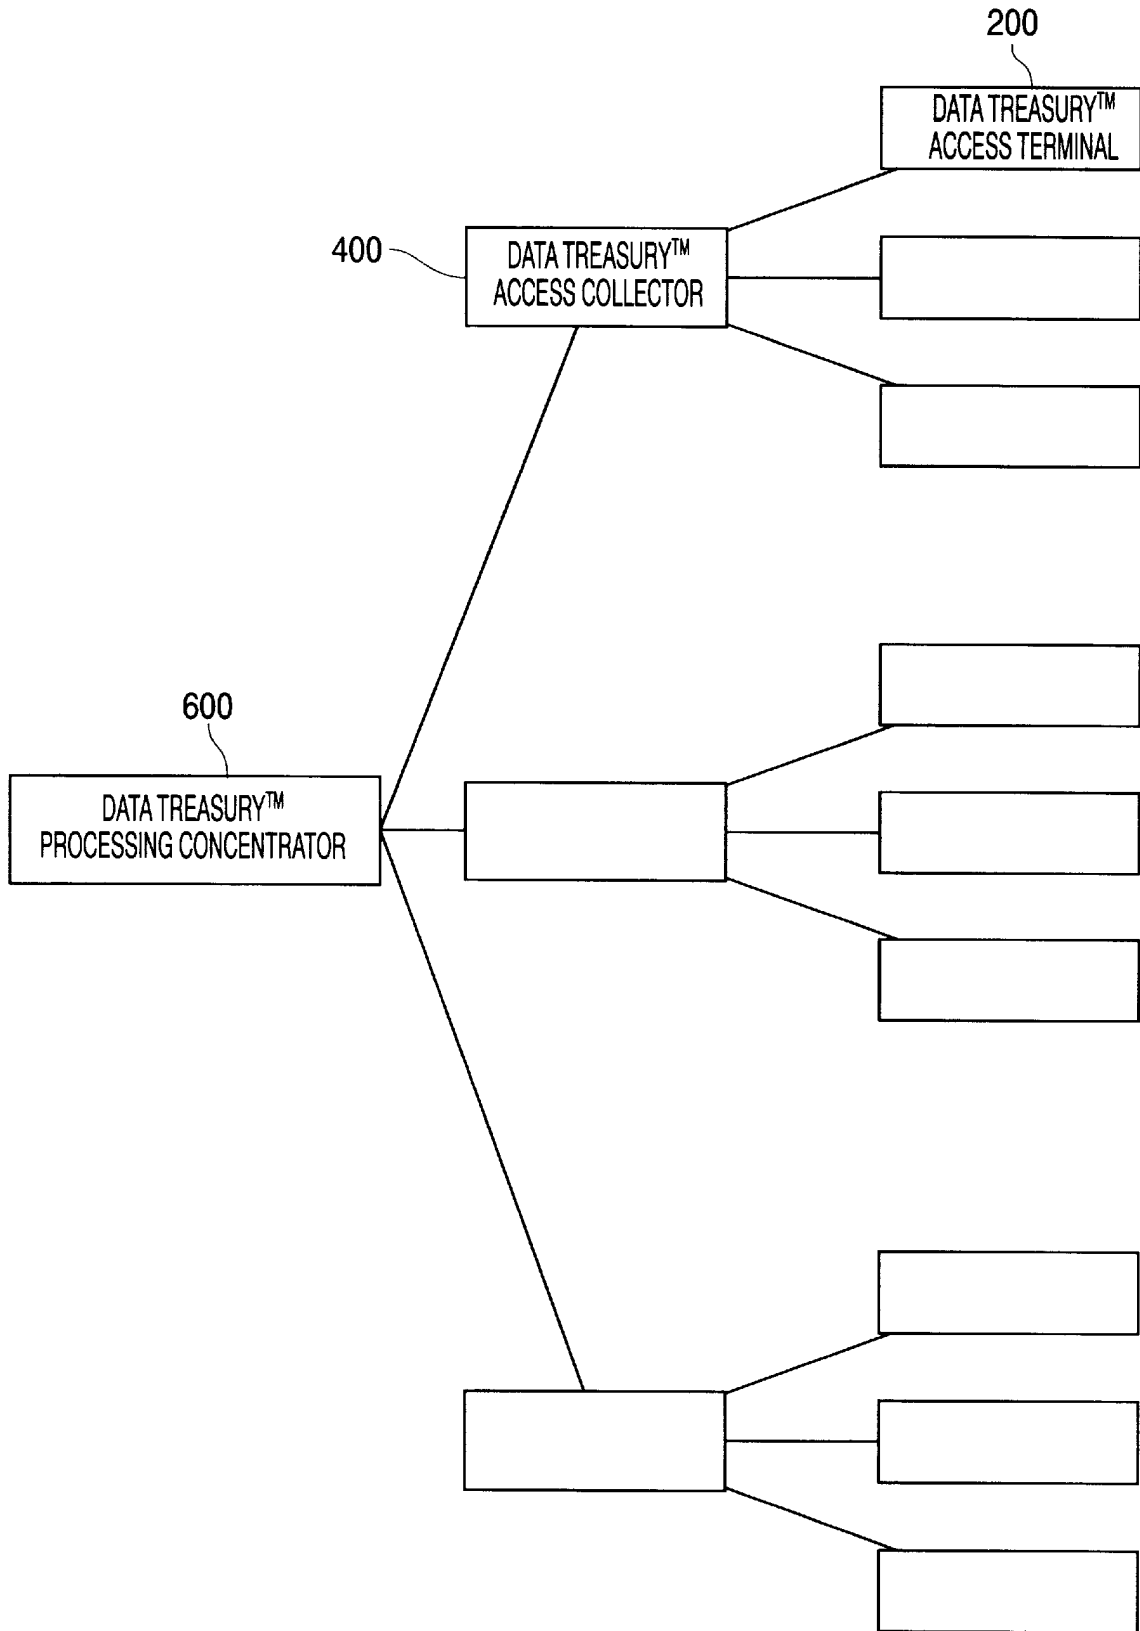 200
DATA TREASURY™
ACCESS TERMINAL
400
DATA TREASURY™
ACCESS COLLECTOR
600
DATA TREASURY™
PROCESSING CONCENTRATOR